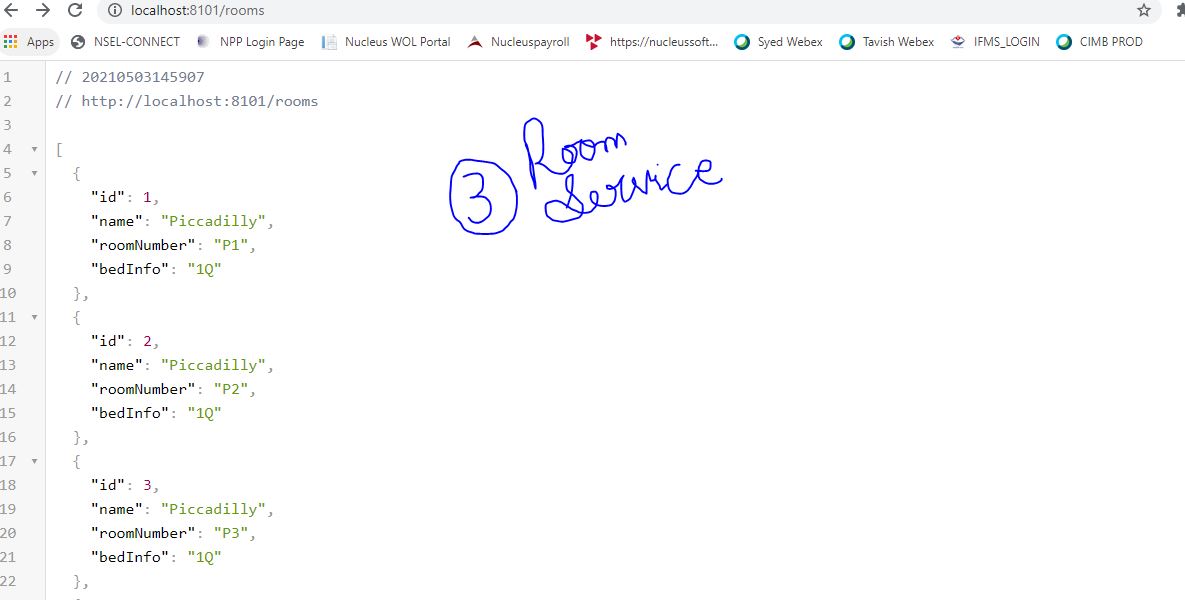 localhost:8101/rooms
Apps NSEL-CONNECT NPP Login Page Nucleus WOL Portal Nucleuspayroll https://nucleussoft... Syed Webex Tavish Webex IFMS_LOGIN CIMB PROD
1 // 20210503145907
2 // http://localhost:8101/rooms
3
4 [
5 {
6 "id": 1,
7 "name": "Piccadilly",
8 "roomNumber": "P1",
9 "bedInfo": "1Q"
10 },
11 {
12 "id": 2,
13 "name": "Piccadilly",
14 "roomNumber": "P2",
15 "bedInfo": "1Q"
16 },
17 {
18 "id": 3,
19 "name": "Piccadilly",
20 "roomNumber": "P3",
21 "bedInfo": "1Q"
22 },
3 Room
Service